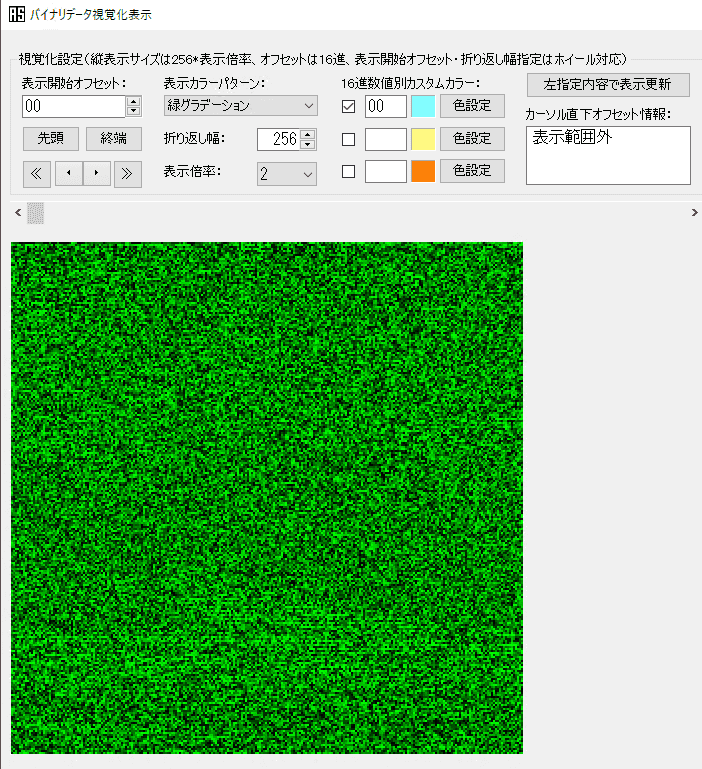 バイナリデータ視覚化表示
視覚化設定(縦表示サイズは256*表示倍率、オフセットは16進、表示開始オフセット・折り返し幅指定はホイール対応)
表示開始オフセット：
00
先頭
終端
≪
≫
表示カラーパターン：
緑グラデーション
折り返し幅：
256
表示倍率：
2
16進数値別カスタムカラー：
00
色設定
色設定
色設定
左指定内容で表示更新
カーソル直下オフセット情報：
表示範囲外